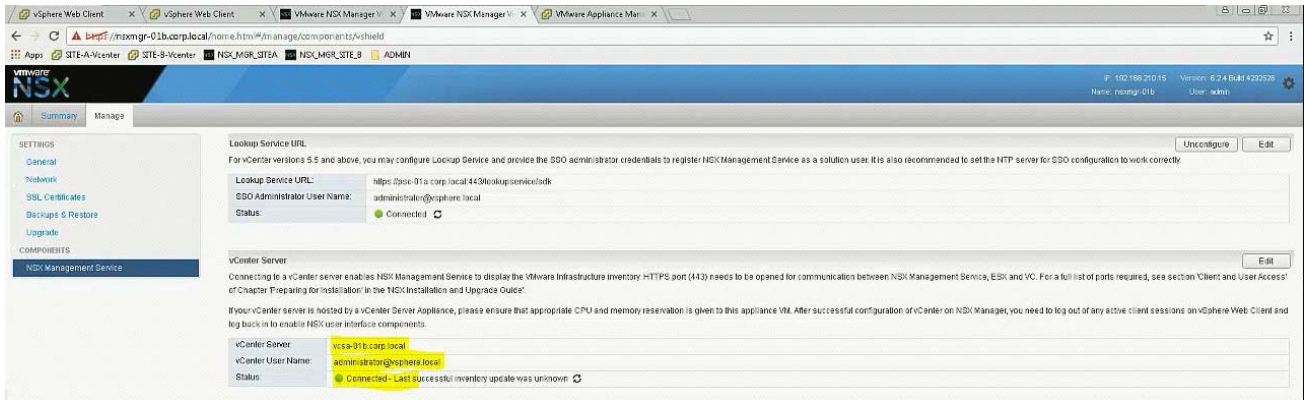 vSphere Web Client
vSphere Web Client
VMware NSX Manager V
VMware NSX Manager V
VMware Appliance Man
https://nsxmgr-01b.corp.local/home.html#/manage/components/vshield
Apps SITE-A-Vcenter SITE-B-Vcenter NSX_MGR_SITEA NSX_MGR_SITE_B ADMIN
vmware
NSX
IP: 192.168.210.15 Version: 6.2.4 Build 4292526
Name: nsxmgr-01b User: admin
Summary Manage
SETTINGS
General
Network
SSL Certificates
Backups & Restore
Upgrade
COMPONENTS
NSX Management Service
Lookup Service URL
Unconfigure Edit
For vCenter versions 5.5 and above, you may configure Lookup Service and provide the SSO administrator credentials to register NSX Management Service as a solution user. It is also recommended to set the NTP server for SSO configuration to work correctly.
Lookup Service URL: https://psc-01a.corp.local:443/lookupservice/sdk
SSO Administrator User Name: administrator@vsphere.local
Status: Connected
vCenter Server
Edit
Connecting to a vCenter server enables NSX Management Service to display the VMware Infrastructure inventory. HTTPS port (443) needs to be opened for communication between NSX Management Service, ESX and VC. For a full list of ports required, see section 'Client and User Access'
of Chapter 'Preparing for Installation' in the 'NSX Installation and Upgrade Guide'.
If your vCenter server is hosted by a vCenter Server Appliance, please ensure that appropriate CPU and memory reservation is given to this appliance VM. After successful configuration of vCenter on NSX Manager, you need to log out of any active client sessions on vSphere Web Client and
log back in to enable NSX user interface components.
vCenter Server: vcsa-01b.corp.local
vCenter User Name: administrator@vsphere.local
Status: Connected - Last successful inventory update was unknown